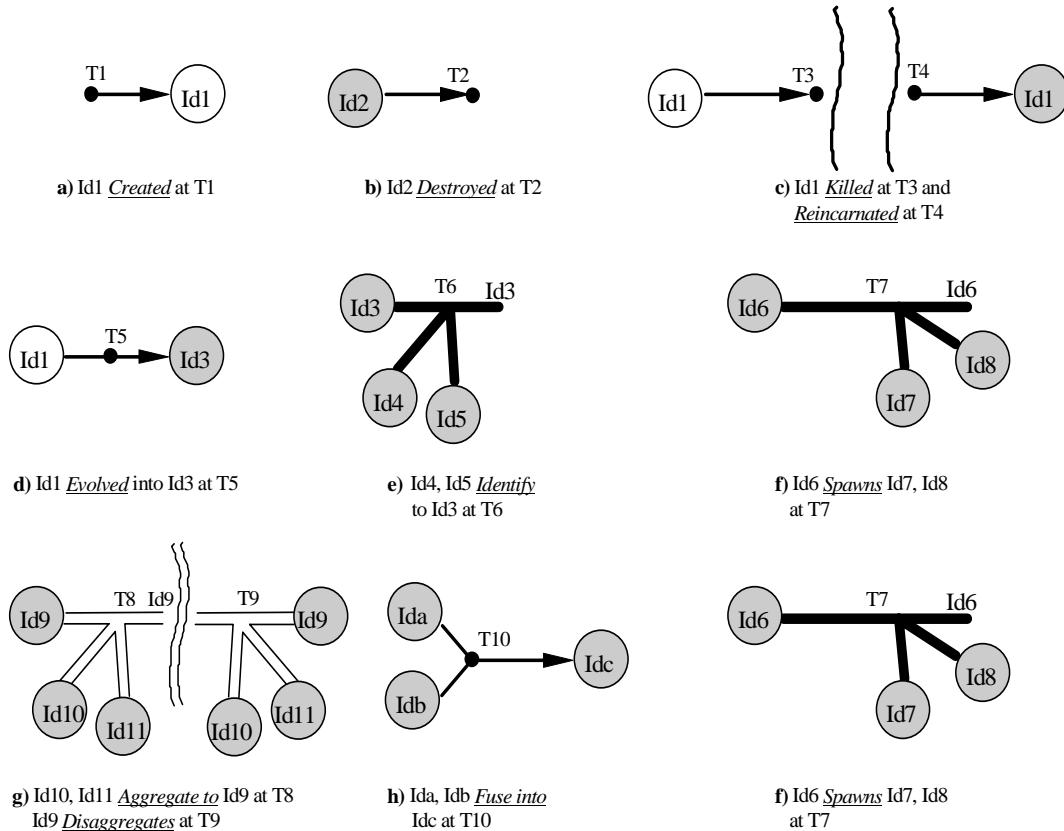 T1
Id1
a) Id1 Created at T1
Id2
T2
b) Id2 Destroyed at T2
Id1
T3
T4
Id1
c) Id1 Killed at T3 and
Reincarnated at T4
Id1
T5
Id3
d) Id1 Evolved into Id3 at T5
Id3
T6
Id3
Id4
Id5
e) Id4, Id5 Identify
to Id3 at T6
Id6
T7
Id6
Id8
Id7
f) Id6 Spawns Id7, Id8
at T7
Id9
T8
Id9
T9
Id9
Id10
Id11
Id10
Id11
g) Id10, Id11 Aggregate to Id9 at T8
Id9 Disaggregates at T9
Ida
T10
Idc
Idb
h) Ida, Idb Fuse into
Idc at T10
Id6
T7
Id6
Id8
Id7
f) Id6 Spawns Id7, Id8
at T7